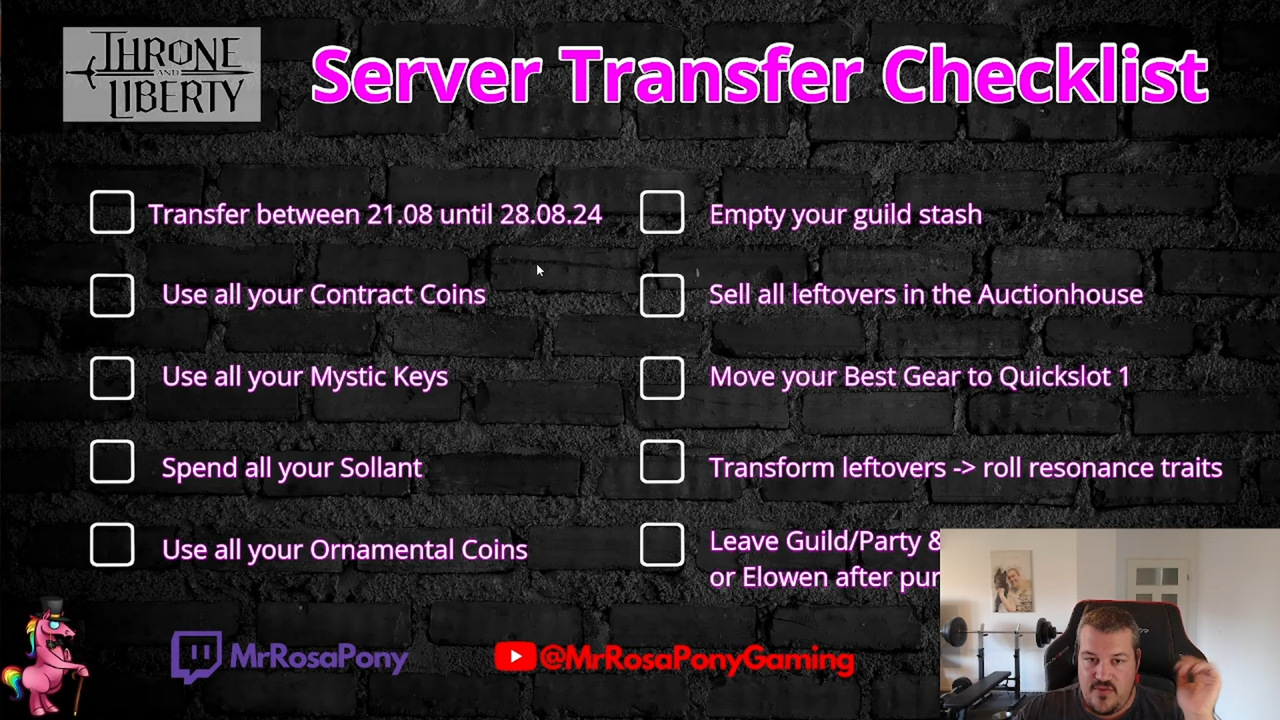 THRONE
AND
LIBERTY
Server Transfer Checklist
Transfer between 21.08 until 28.08.24
Use all your Contract Coins
Use all your Mystic Keys
Spend all your Sollant
Use all your Ornamental Coins
Empty your guild stash
Sell all leftovers in the Auctionhouse
Move your Best Gear to Quickslot 1
Transform leftovers -> roll resonance traits
Leave Guild/Party &
or Elowen after
MrRosaPony
@MrRosaPonyGaming